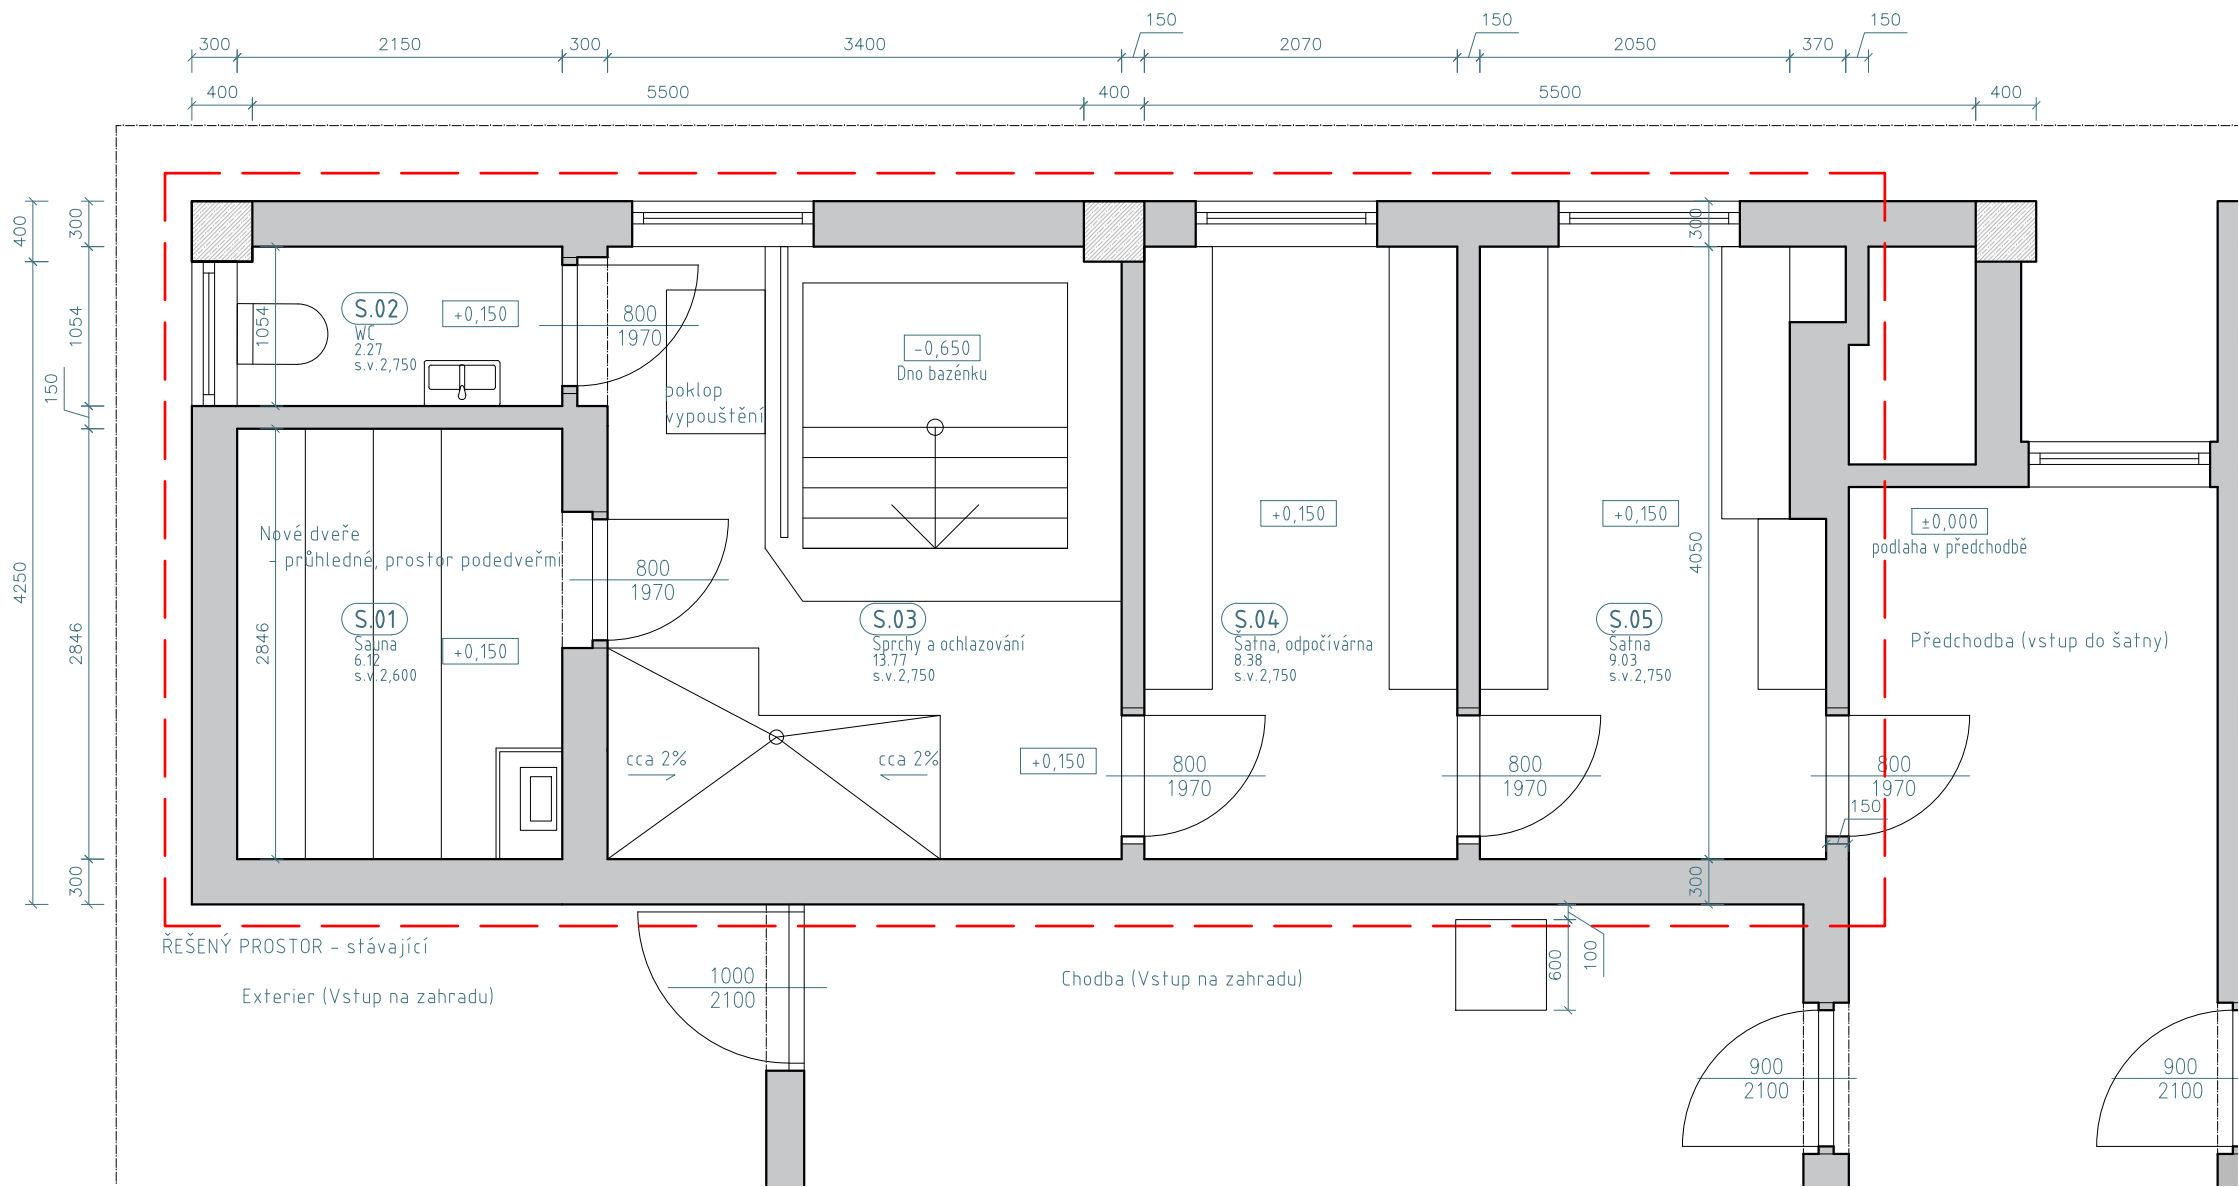 150
150
150
300
2150
300
3400
2070
2050
370
400
5500
400
5500
400
400
300
300
S.02
WC
2.27
s.v.2,750
+0,150
1054
1054
800
1970
-0,650
Dno bazénku
poklop
vypouštění
150
+0,150
+0,150
±0,000
podlaha v předchodbě
Nové dveře
- průhledné, prostor podedveřmi
800
1970
4250
4050
2846
2846
S.01
Sauna
6.12
s.v.2,600
+0,150
S.03
Sprchy a ochlazování
13.77
s.v.2,750
S.04
Šatna, odpočívárna
8.38
s.v.2,750
S.05
Šatna
9.03
s.v.2,750
Předchodba (vstup do šatny)
cca 2%
cca 2%
+0,150
800
1970
800
1970
800
1970
150
300
300
ŘEŠENÝ PROSTOR - stávající
Exterier (Vstup na zahradu)
1000
2100
Chodba (Vstup na zahradu)
600
100
900
2100
900
2100